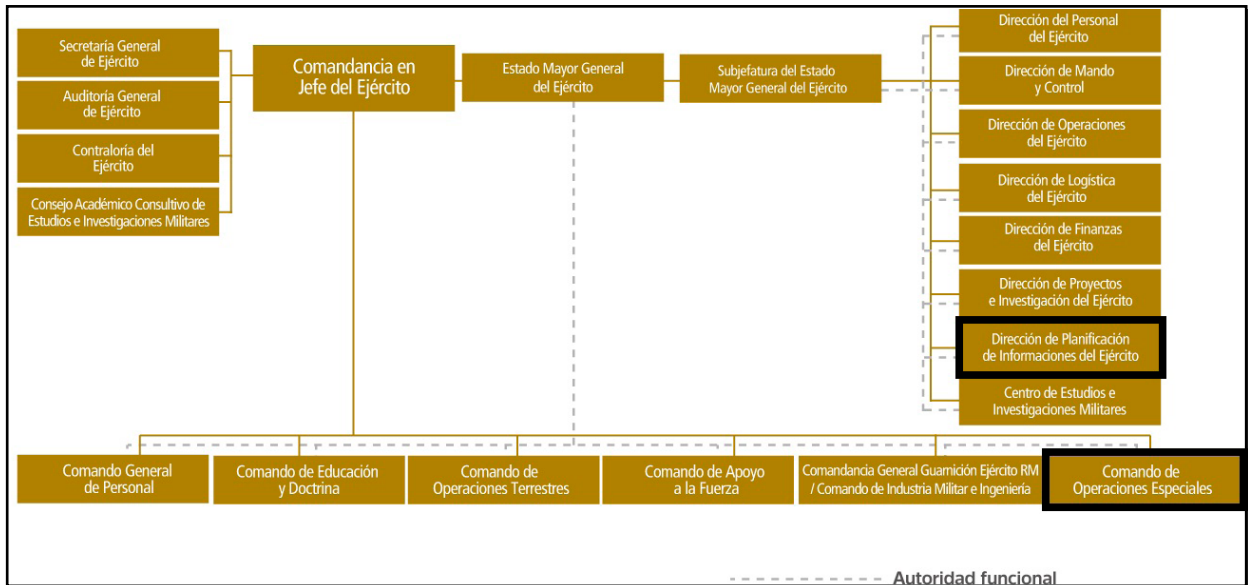 Secretaría General
de Ejército
Auditoría General
de Ejército
Contraloría del
Ejército
Consejo Académico Consultivo de
Estudios e Investigaciones Militares
Comandancia en
Jefe del Ejército
Estado Mayor General
del Ejército
Subjefatura del Estado
Mayor General del Ejército
Dirección del Personal
del Ejército
Dirección de Mando
y Control
Dirección de Operaciones
del Ejército
Dirección de Logística
del Ejército
Dirección de Finanzas
del Ejército
Dirección de Proyectos
e Investigación del Ejército
Dirección de Planificación
de Informaciones del Ejército
Centro de Estudios e
Investigaciones Militares
Comando General
de Personal
Comando de Educación
y Doctrina
Comando de
Operaciones Terrestres
Comando de Apoyo
a la Fuerza
Comandancia General Guarnición Ejército RM
/ Comando de Industria Militar e Ingeniería
Comando de
Operaciones Especiales
Autoridad funcional